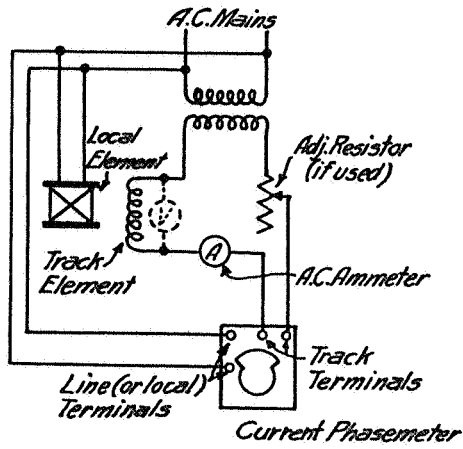 A.C. Mains
Local
Element
Adj. Resistor
(if used)
V
Track
Element
A
A.C. Ammeter
Track
Terminals
Line (or local)
Terminals
Current Phasemeter